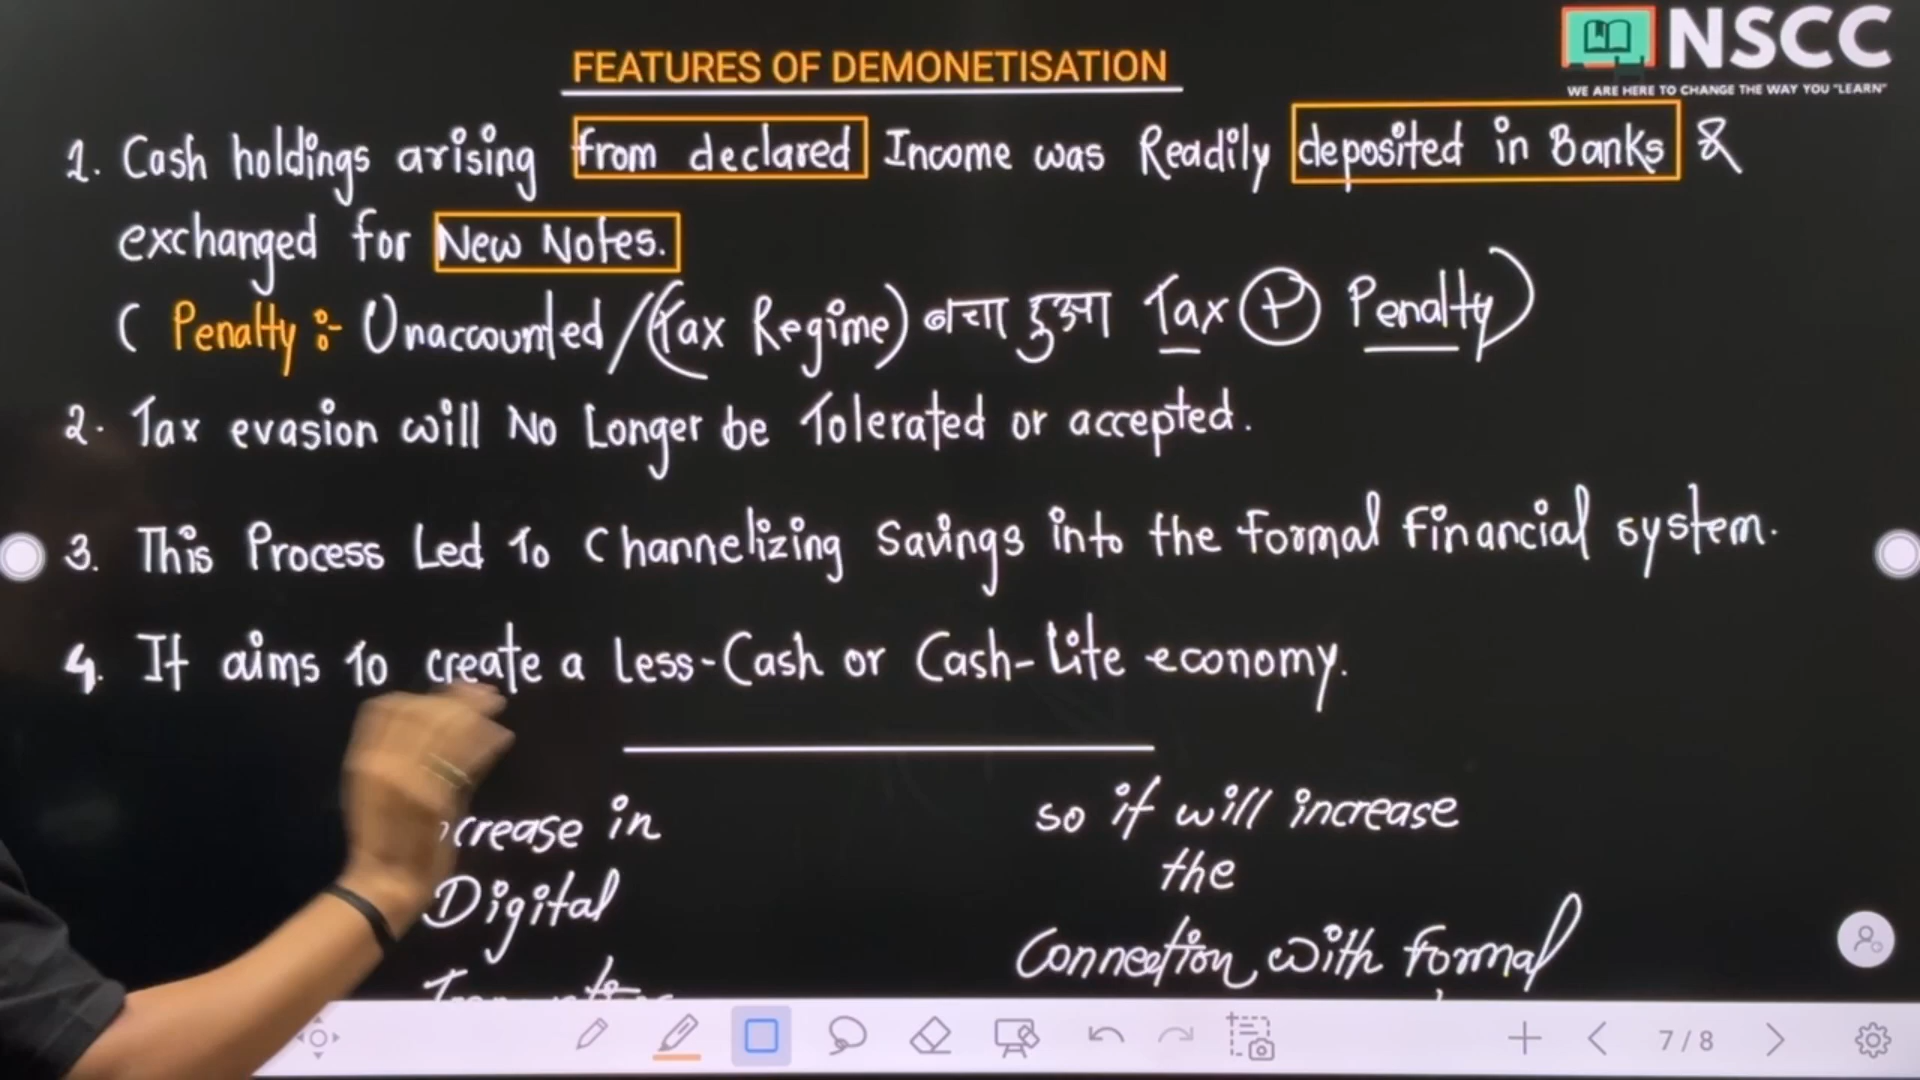 NSCC
WE ARE HERE TO CHANGE THE WAY YOU "LEARN"
FEATURES OF DEMONETISATION
1. Cash holdings arising from declared Income was Readily deposited in Banks &
exchanged for New Notes.
( Penalty :- Unaccounted / (Tax Regime) बचा हुआ Tax + Penalty)
2. Tax evasion will No Longer be Tolerated or accepted.
3. This Process Led To Channelizing Savings into the formal financial system.
4. It aims to create a Less-Cash or Cash-Lite economy.
crease in
Digital
so it will increase
the
Connection with formal
7/8